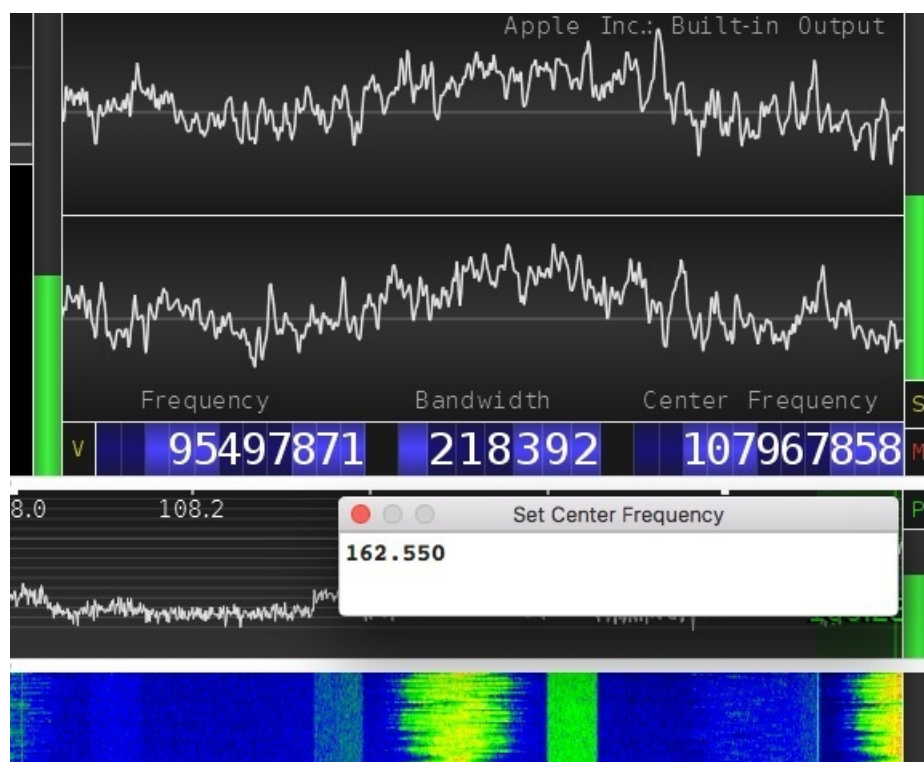 Apple Inc.: Built-in Output
Frequency Bandwidth Center Frequency
S
V 95497871 218392 107967858 M
8.0 108.2 P
Set Center Frequency
162.550